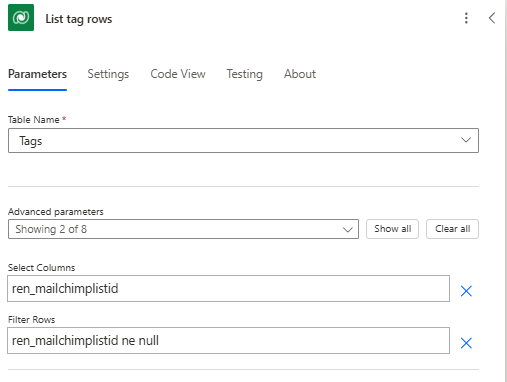 List tag rows
Parameters Settings Code View Testing About
Table Name *
Tags
Advanced parameters
Showing 2 of 8 Show all Clear all
Select Columns
ren_mailchimplistid
Filter Rows
ren_mailchimplistid ne null